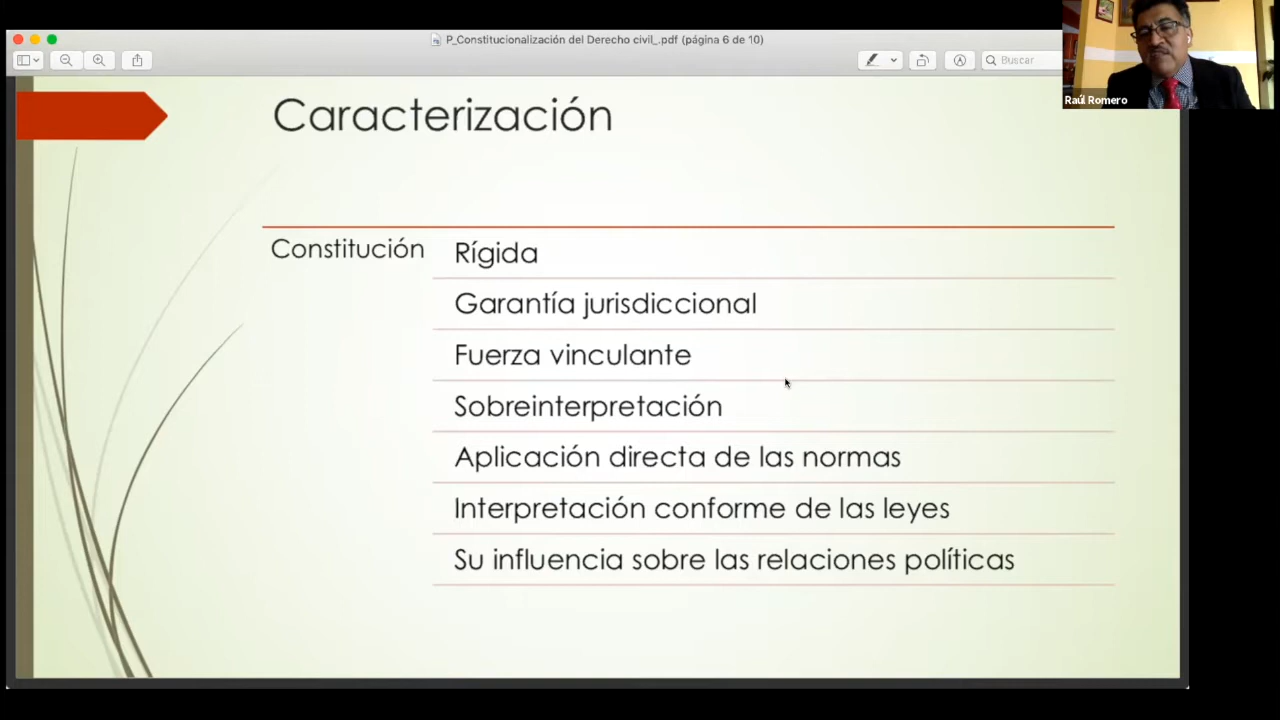 P_Constitucionalización del Derecho civil_.pdf (página 6 de 10)
Buscar
Raúl Romero
Caracterización
Constitución
Rígida
Garantía jurisdiccional
Fuerza vinculante
Sobreinterpretación
Aplicación directa de las normas
Interpretación conforme de las leyes
Su influencia sobre las relaciones políticas